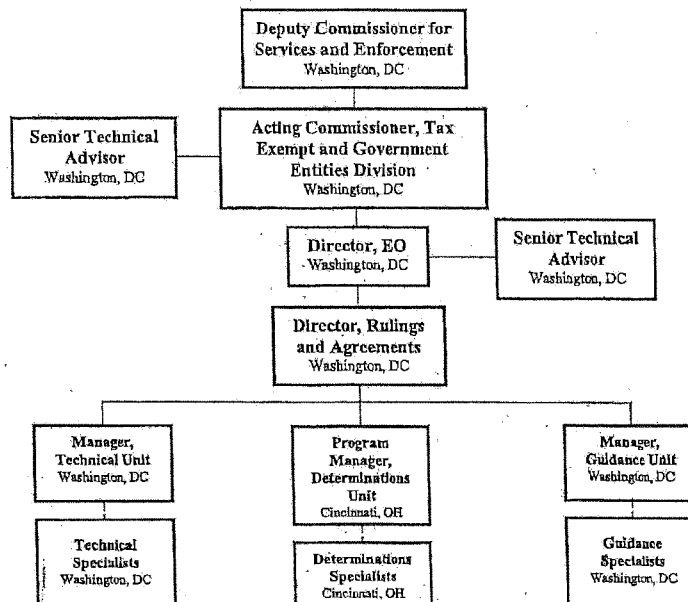 Deputy Commissioner for
Services and Enforcement
Washington, DC
Senior Technical
Advisor
Washington, DC
Acting Commissioner, Tax
Exempt and Government
Entities Division
Washington, DC
Director, EO
Washington, DC
Senior Technical
Advisor
Washington, DC
Director, Rulings
and Agreements
Washington, DC
Manager,
Technical Unit
Washington, DC
Program
Manager,
Determinations
Unit
Cincinnati, OH
Manager,
Guidance Unit
Washington, DC
Technical
Specialists
Washington, DC
Determinations
Specialists
Cincinnati, OH
Guidance
Specialists
Washington, DC